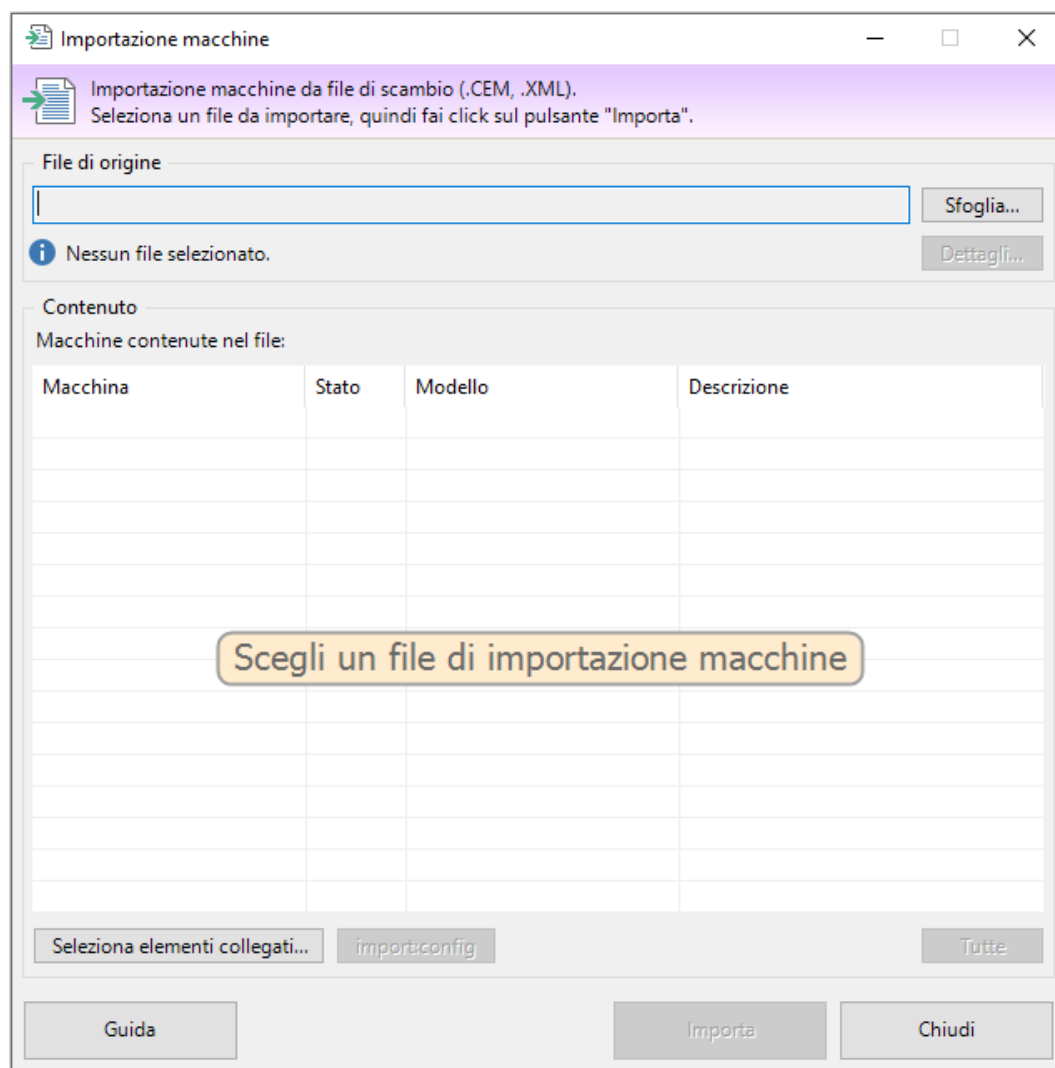 Importazione macchine
Importazione macchine da file di scambio (.CEM, .XML).
Seleziona un file da importare, quindi fai click sul pulsante "Importa".
File di origine
Sfoglia...
Nessun file selezionato.
Dettagli...
Contenuto
Macchine contenute nel file:
Macchina Stato Modello Descrizione
Scegli un file di importazione macchine
Seleziona elementi collegati... import:config Tutte
Guida Importa Chiudi